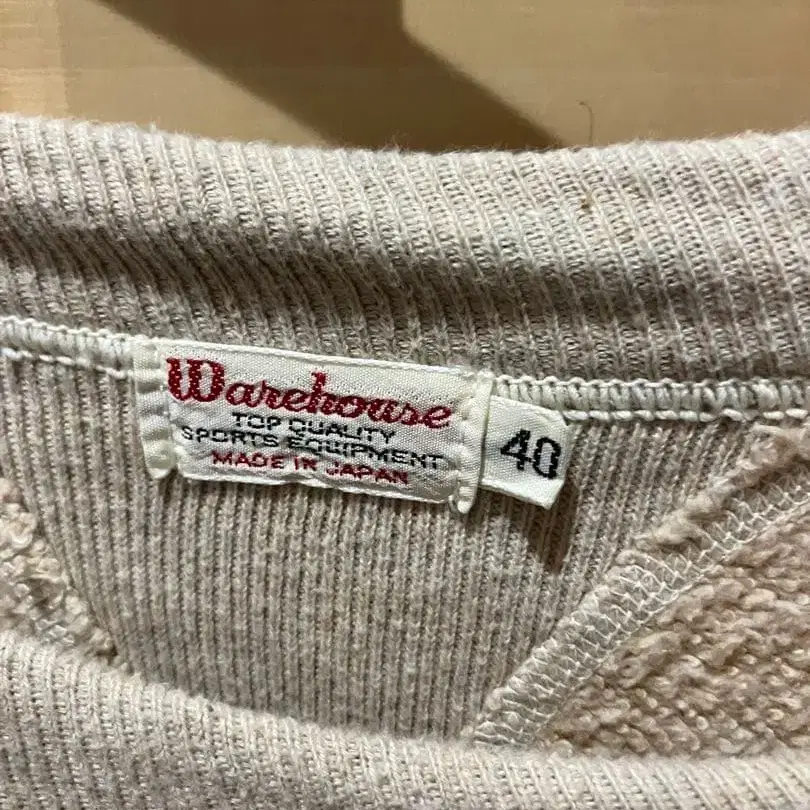 Warehouse
TOP QUALITY
SPORTS EQUIPMENT
MADE IN JAPAN
40